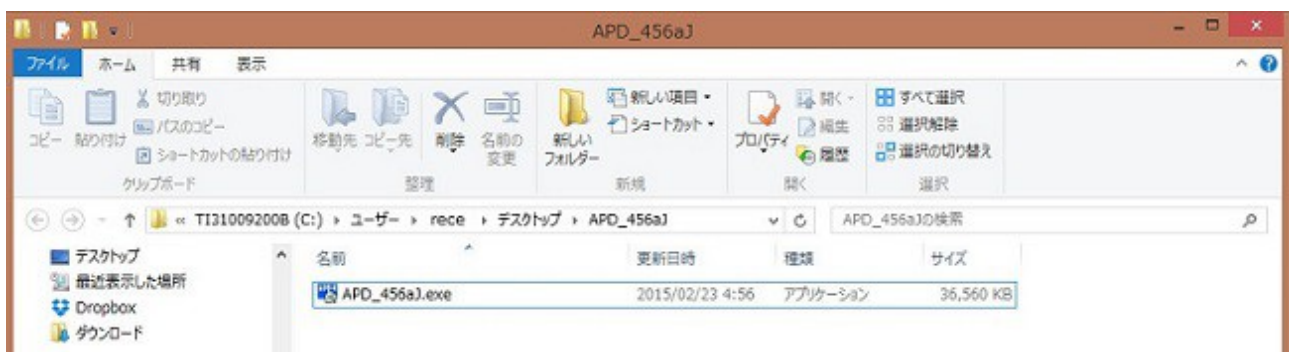 APD_456aJ
ファイル ホーム 共有 表示
コピー
貼り付け
切り取り
パスのコピー
ショートカットの貼り付け
クリップボード
移動先 コピー先
削除
名前の
変更
整理
新しい
フォルダー
新しい項目
ショートカット
新規
プロパティ
開く
編集
履歴
開く
すべて選択
選択解除
選択の切り替え
選択
« TI31009200B (C:) ▸ ユーザー ▸ rece ▸ デスクトップ ▸ APD_456aJ
APD_456aJの検索
デスクトップ
最近表示した場所
Dropbox
ダウンロード
名前 更新日時 種類 サイズ
APD_456aJ.exe 2015/02/23 4:56 アプリケーション 36,560 KB